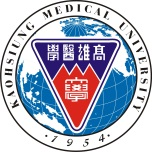 KAOHSIUNG MEDICAL UNIVERSITY
學醫雄高
學
·1954·